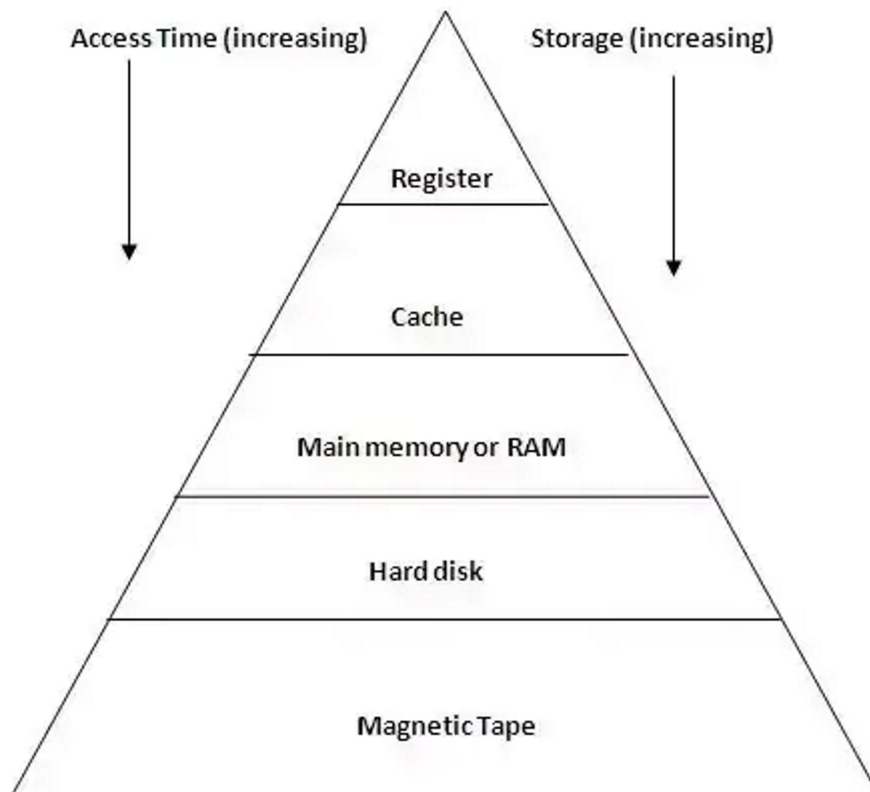 Access Time (increasing)
Storage (increasing)
Register
Cache
Main memory or RAM
Hard disk
Magnetic Tape